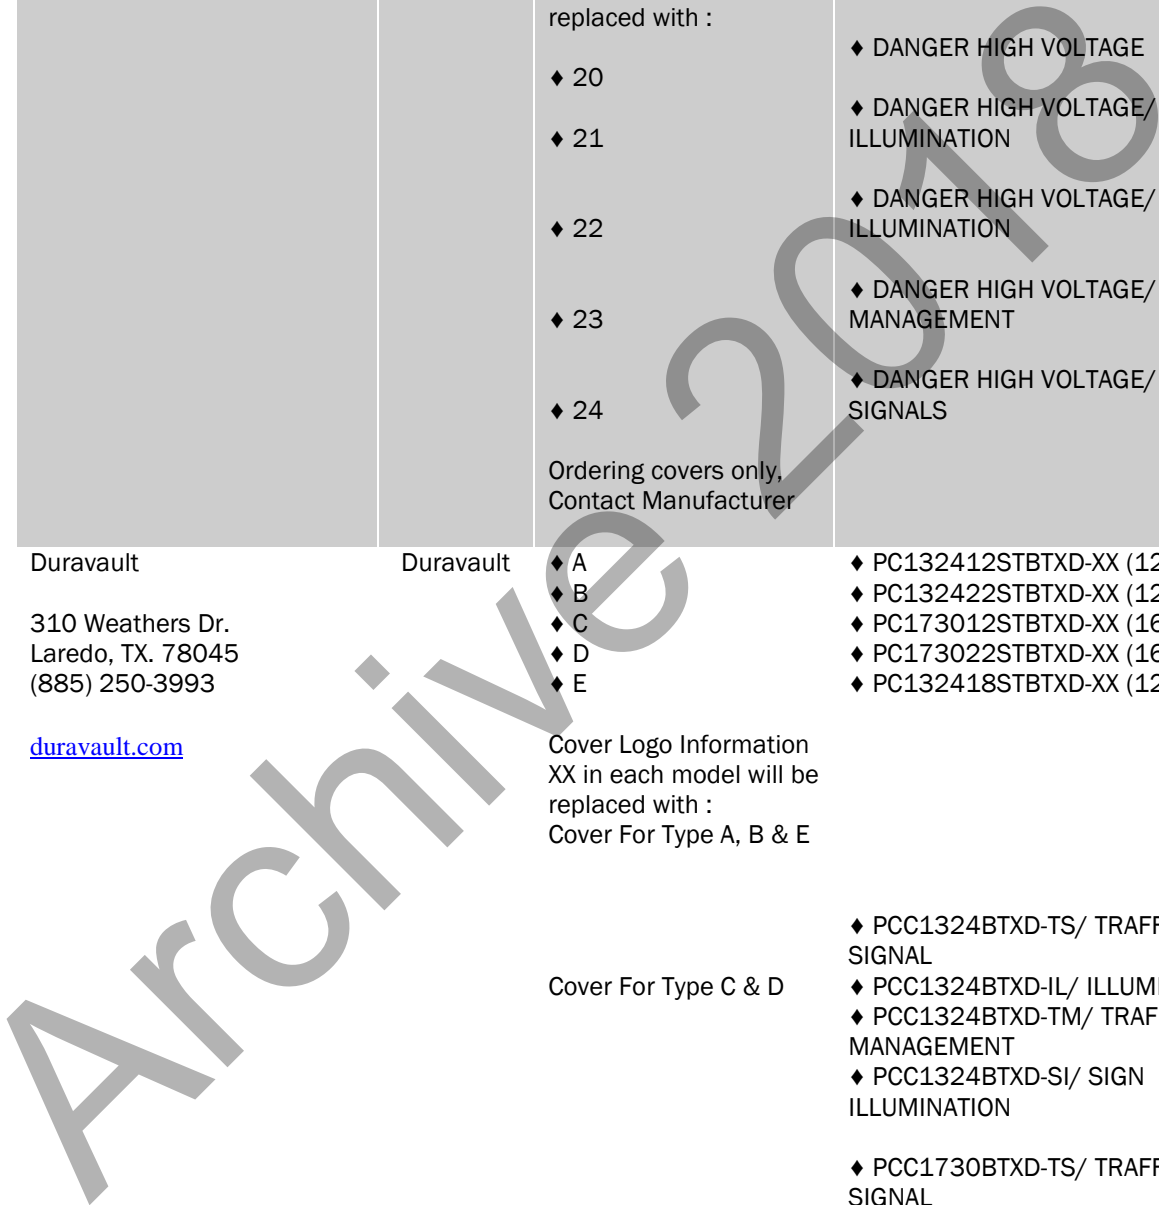 replaced with :
♦ 20
♦ 21
♦ 22
♦ 23
♦ 24
Ordering covers only,
Contact Manufacturer
♦ DANGER HIGH VOLTAGE
♦ DANGER HIGH VOLTAGE/
ILLUMINATION
♦ DANGER HIGH VOLTAGE/
ILLUMINATION
♦ DANGER HIGH VOLTAGE/
MANAGEMENT
♦ DANGER HIGH VOLTAGE/
SIGNALS
Duravault
310 Weathers Dr.
Laredo, TX. 78045
(885) 250-3993
duravault.com
Duravault
♦ A
♦ B
♦ C
♦ D
♦ E
Cover Logo Information
XX in each model will be
replaced with :
Cover For Type A, B & E
Cover For Type C & D
♦ PC132412STBTXD-XX (12
♦ PC132422STBTXD-XX (12
♦ PC173012STBTXD-XX (16
♦ PC173022STBTXD-XX (16
♦ PC132418STBTXD-XX (12
♦ PCC1324BTXD-TS/
SIGNAL
♦ PCC1324BTXD-IL/
♦ PCC1324BTXD-TM/
MANAGEMENT
♦ PCC1324BTXD-SI/ SIGN
ILLUMINATION
♦ PCC1730BTXD-TS/
SIGNAL
Archive 2018